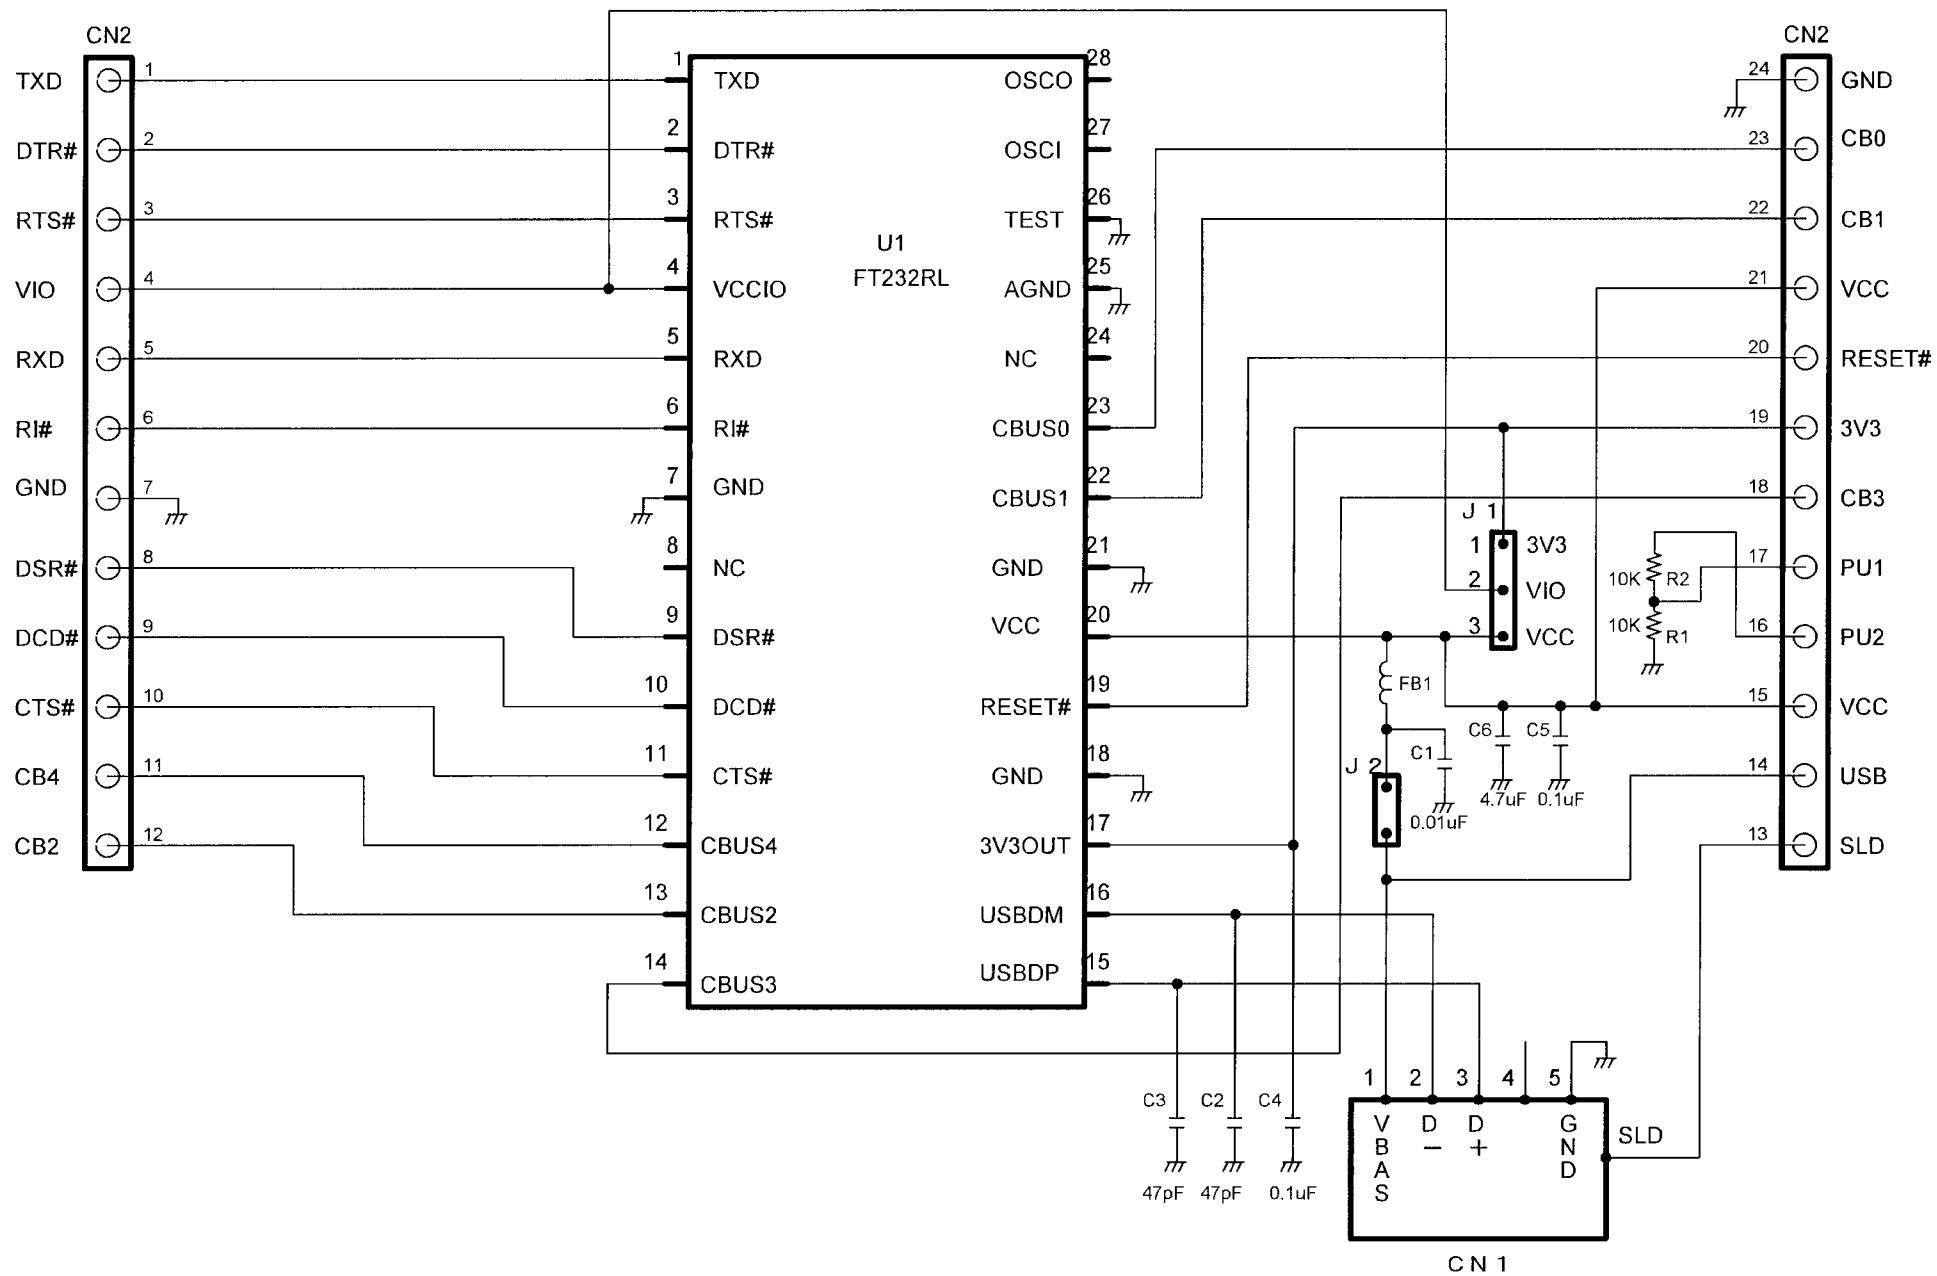 CN2
TXD 1
DTR# 2
RTS# 3
VIO 4
RXD 5
RI# 6
GND 7
DSR# 8
DCD# 9
CTS# 10
CB4 11
CB2 12
U1
FT232RL
1 TXD
2 DTR#
3 RTS#
4 VCCIO
5 RXD
6 RI#
7 GND
8 NC
9 DSR#
10 DCD#
11 CTS#
12 CBUS4
13 CBUS2
14 CBUS3
OSCO 28
OSCI 27
TEST 26
AGND 25
NC 24
CBUS0 23
CBUS1 22
GND 21
VCC 20
RESET# 19
GND 18
3V3OUT 17
USBDM 16
USBDP 15
J 1
1 3V3
2 VIO
3 VCC
10K R2
10K R1
FB1
C1
0.01uF
J 2
C6
4.7uF
C5
0.1uF
C3
47pF
C2
47pF
C4
0.1uF
CN2
24 GND
23 CB0
22 CB1
21 VCC
20 RESET#
19 3V3
18 CB3
17 PU1
16 PU2
15 VCC
14 USB
13 SLD
1 2 3 4 5
VBAS
D−
D+
GND
SLD
CN1